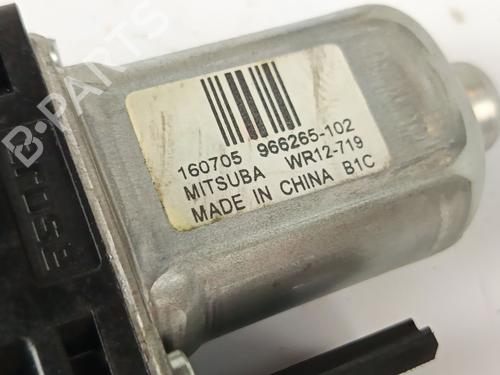 B-PARTS
160705 966265-102
MITSUBA WR12-719
MADE IN CHINA B1C